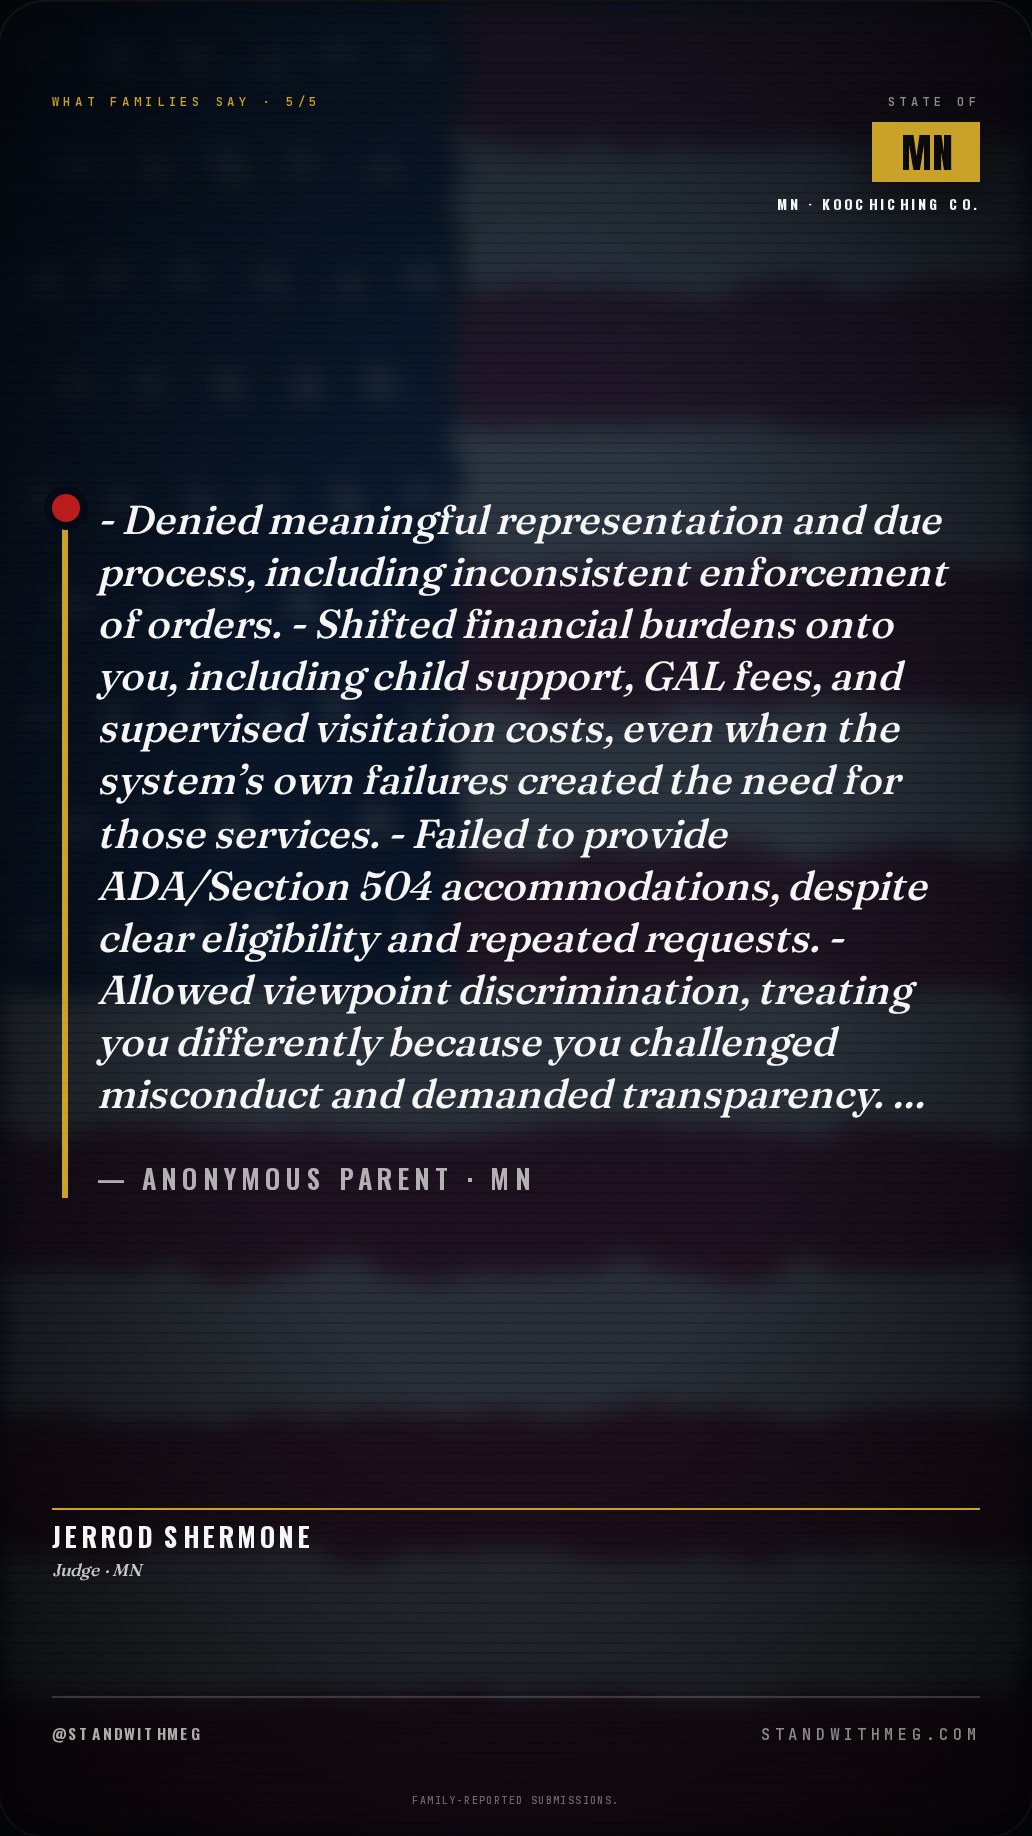 WHAT FAMILIES SAY · 5/5
STATE OF
MN
MN · KOOCHICHING CO.
- Denied meaningful representation and due
process, including inconsistent enforcement
of orders. - Shifted financial burdens onto
you, including child support, GAL fees, and
supervised visitation costs, even when the
system’s own failures created the need for
those services. - Failed to provide
ADA/Section 504 accommodations, despite
clear eligibility and repeated requests. -
Allowed viewpoint discrimination, treating
you differently because you challenged
misconduct and demanded transparency. ...
— ANONYMOUS PARENT · MN
JERROD SHERMONE
Judge · MN
@STANDWITHMEG
STANDWITHMEG.COM
FAMILY-REPORTED SUBMISSIONS.